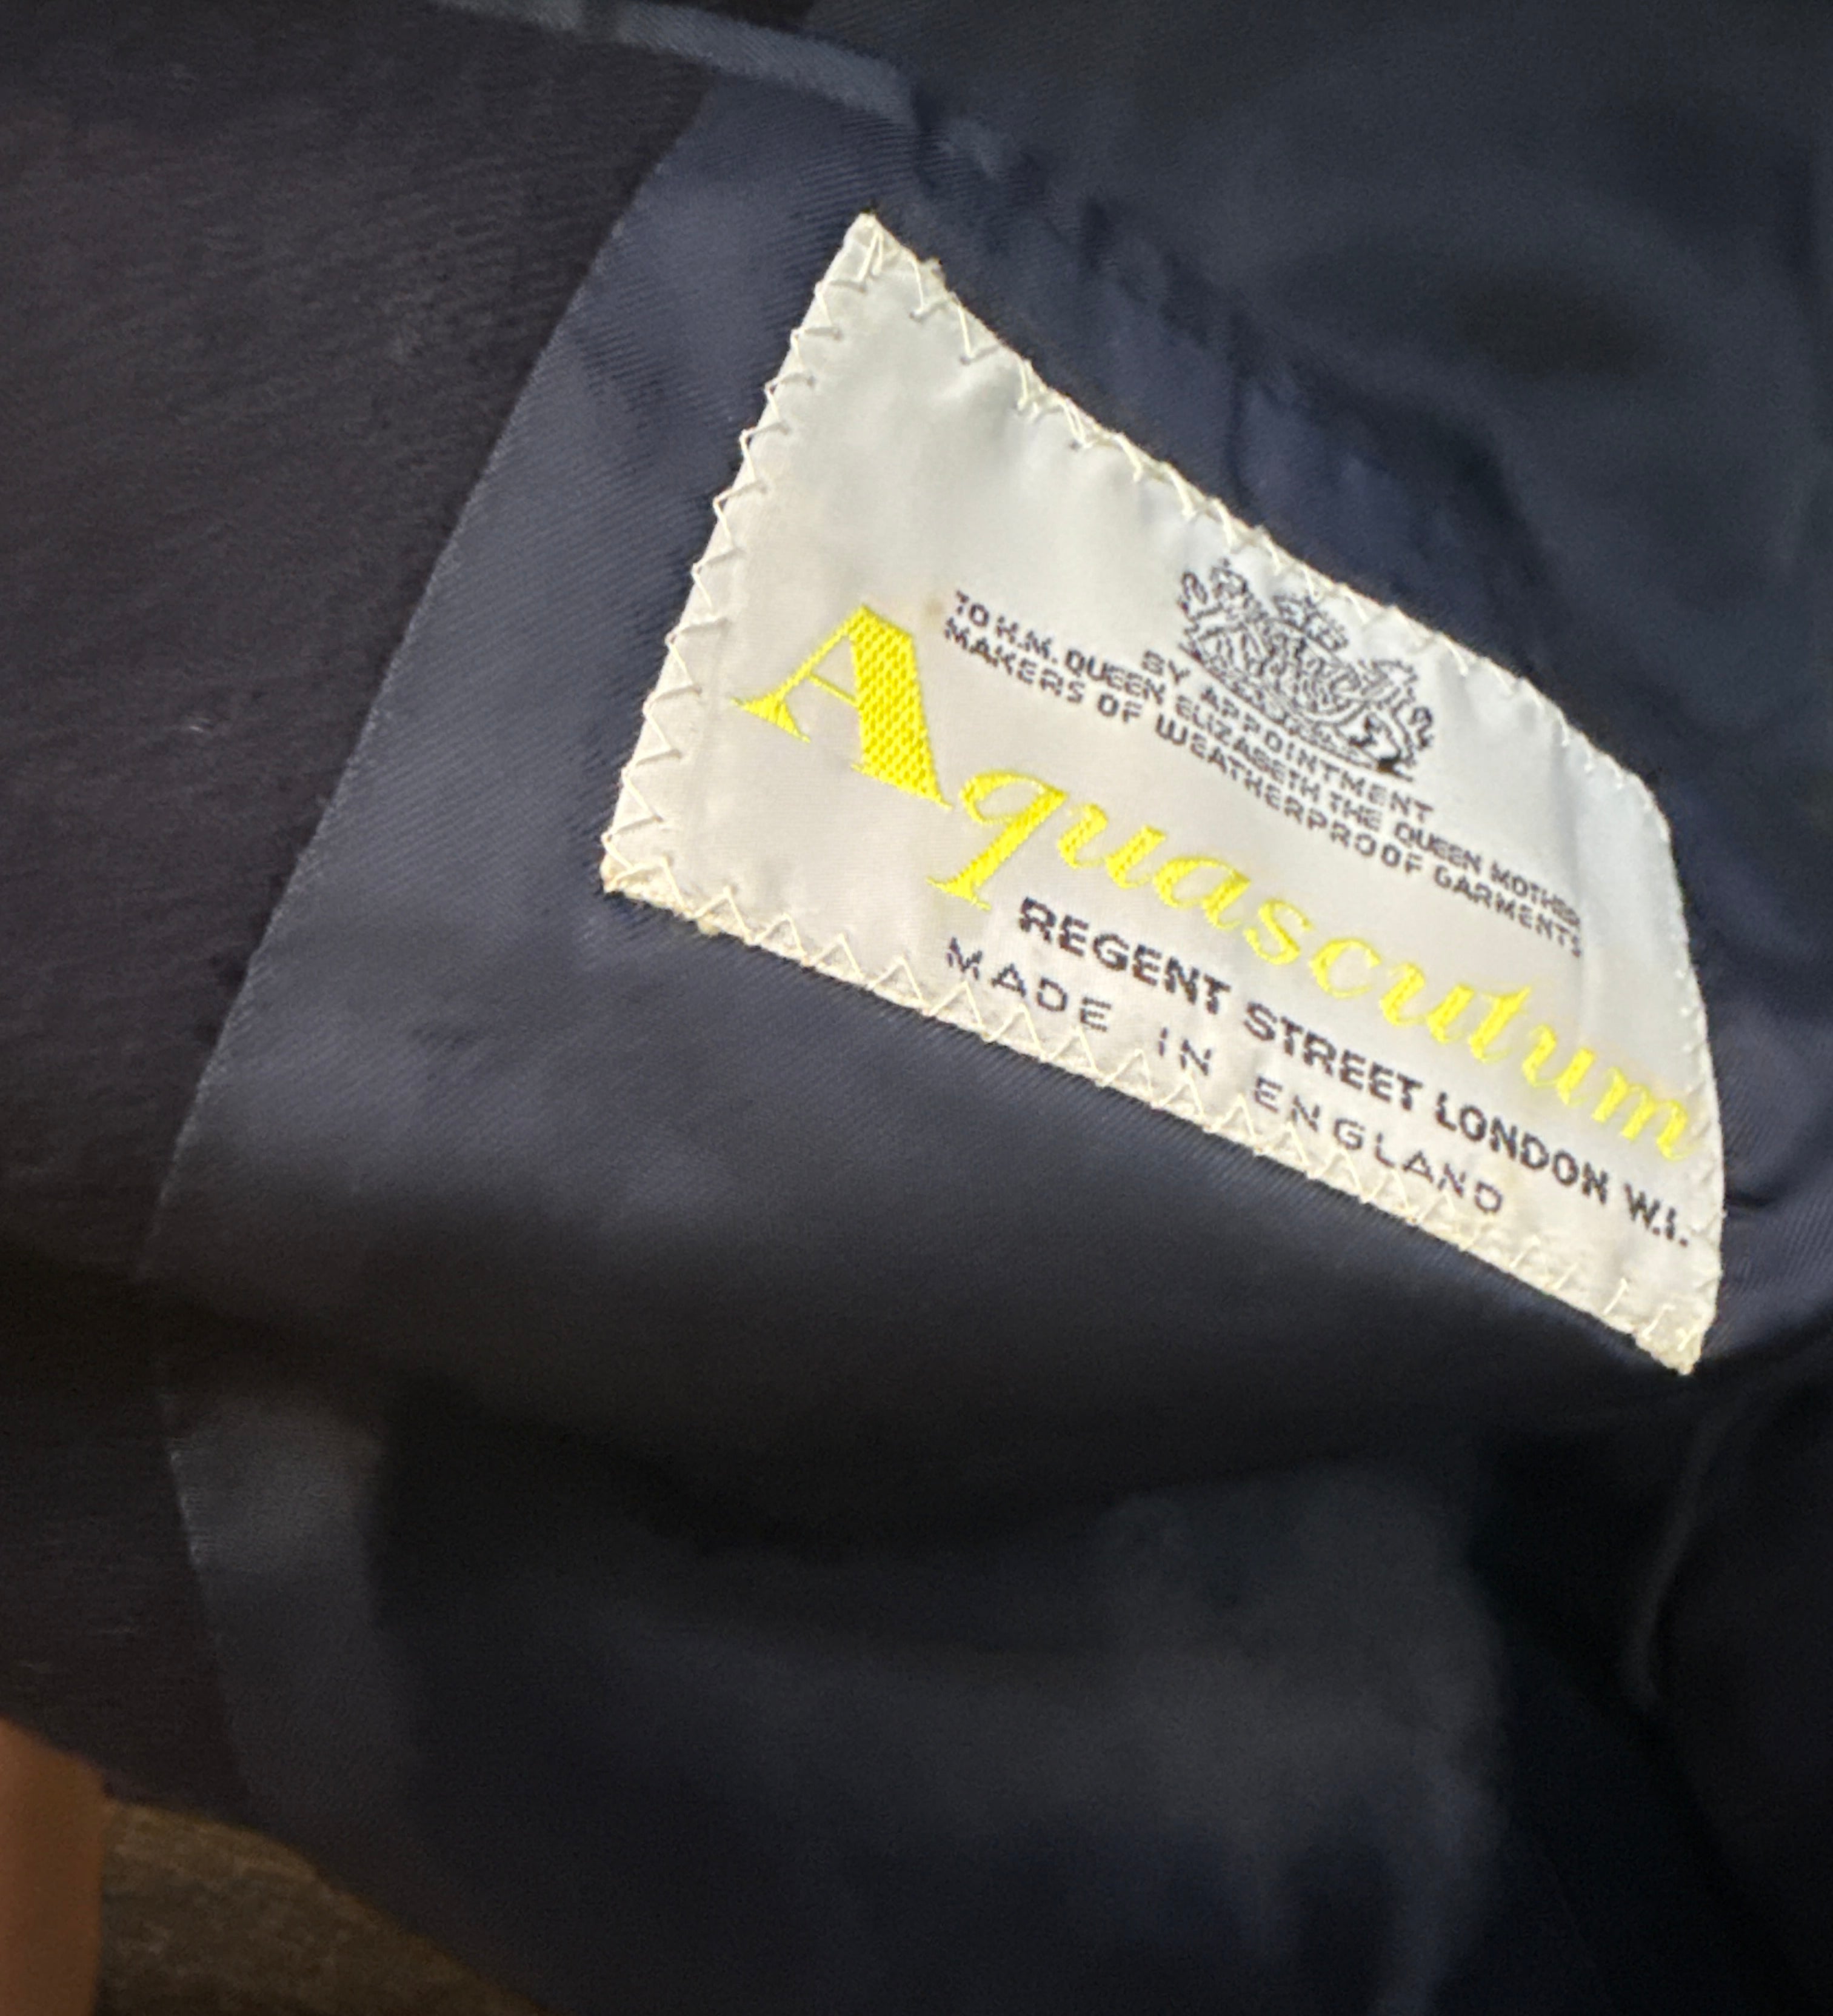 BY APPOINTMENT
TO H.M. QUEEN ELIZABETH THE QUEEN MOTHER
MAKERS OF WEATHERPROOF GARMENTS
Aquascutum
REGENT STREET LONDON W.1.
MADE IN ENGLAND